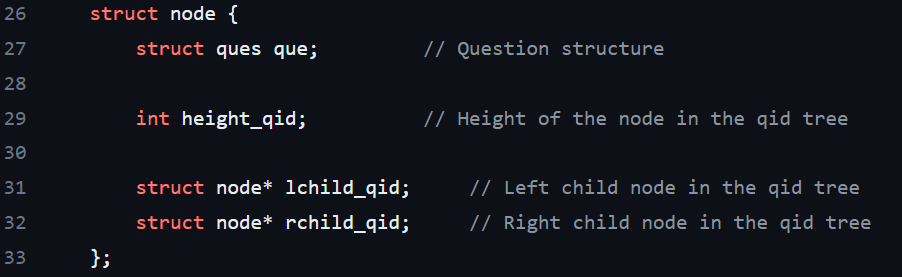 26 struct node {
27 struct ques que; // Question structure
28
29 int height_qid; // Height of the node in the qid tree
30
31 struct node* lchild_qid; // Left child node in the qid tree
32 struct node* rchild_qid; // Right child node in the qid tree
33 };